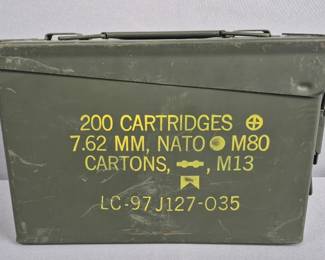 200 CARTRIDGES
7.62 MM, NATO M80
CARTONS, , M13
LC-97J127-035